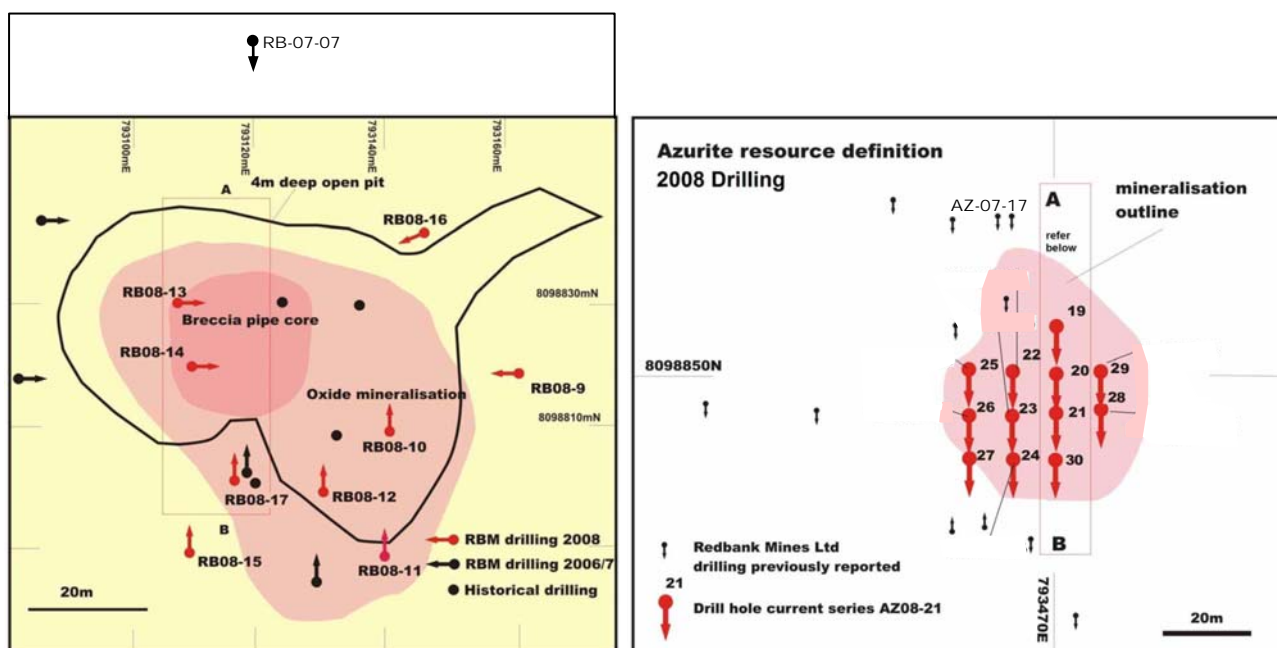 RB-07-07
793100mE
793120mE
793140mE
793160mE
A
4m deep open pit
RB08-16
RB08-13
8098830mN
Breccia pipe core
RB08-14
Oxide mineralisation
RB08-9
8098810mN
RB08-10
RB08-17
RB08-12
B
RB08-15
RB08-11
RBM drilling 2008
RBM drilling 2006/7
Historical drilling
20m
Azurite resource definition
2008 Drilling
mineralisation
outline
AZ-07-17
A
refer
below
19
8098850N
25
22
20
29
26
23
21
28
27
24
30
B
Redbank Mines Ltd
drilling previously reported
21
Drill hole current series AZ08-21
793470E
20m